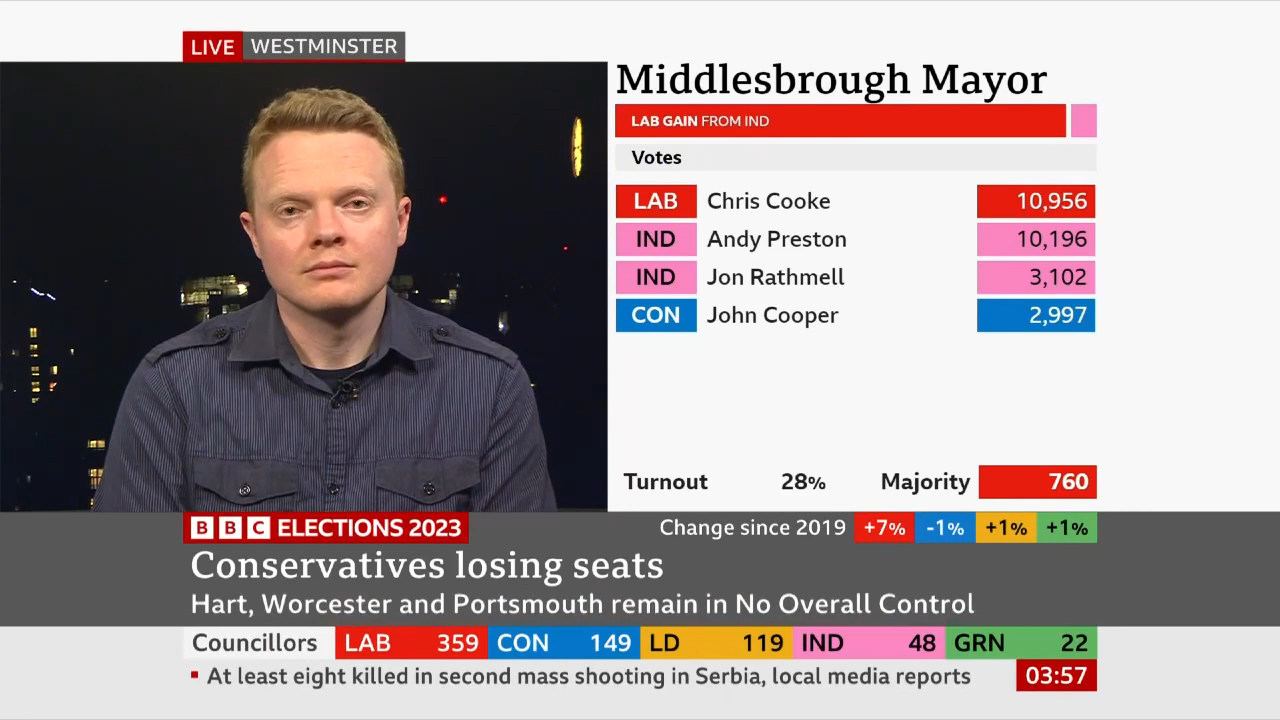 LIVE WESTMINSTER
Middlesbrough Mayor
LAB GAIN FROM IND
Votes
LAB Chris Cooke 10,956
IND Andy Preston 10,196
IND Jon Rathmell 3,102
CON John Cooper 2,997
Turnout 28% Majority 760
BBC ELECTIONS 2023 Change since 2019 +7% -1% +1% +1%
Conservatives losing seats
Hart, Worcester and Portsmouth remain in No Overall Control
Councillors LAB 359 CON 149 LD 119 IND 48 GRN 22
At least eight killed in second mass shooting in Serbia, local media reports 03:57